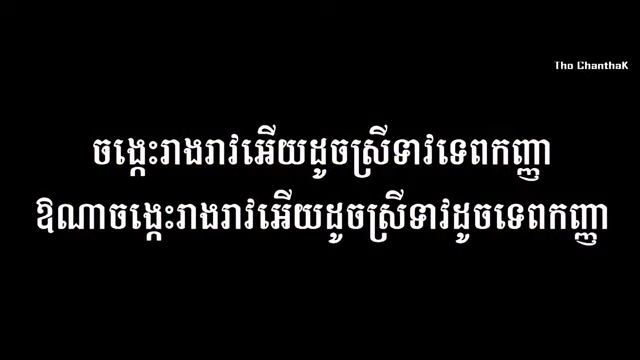 Tho ChanthaK
ចង្កេះរាងរាវអើយដូចស្រីទាវទេពកញ្ញា
ឱណាចង្កេះរាងរាវអើយដូចស្រីទាវដូចទេពកញ្ញា